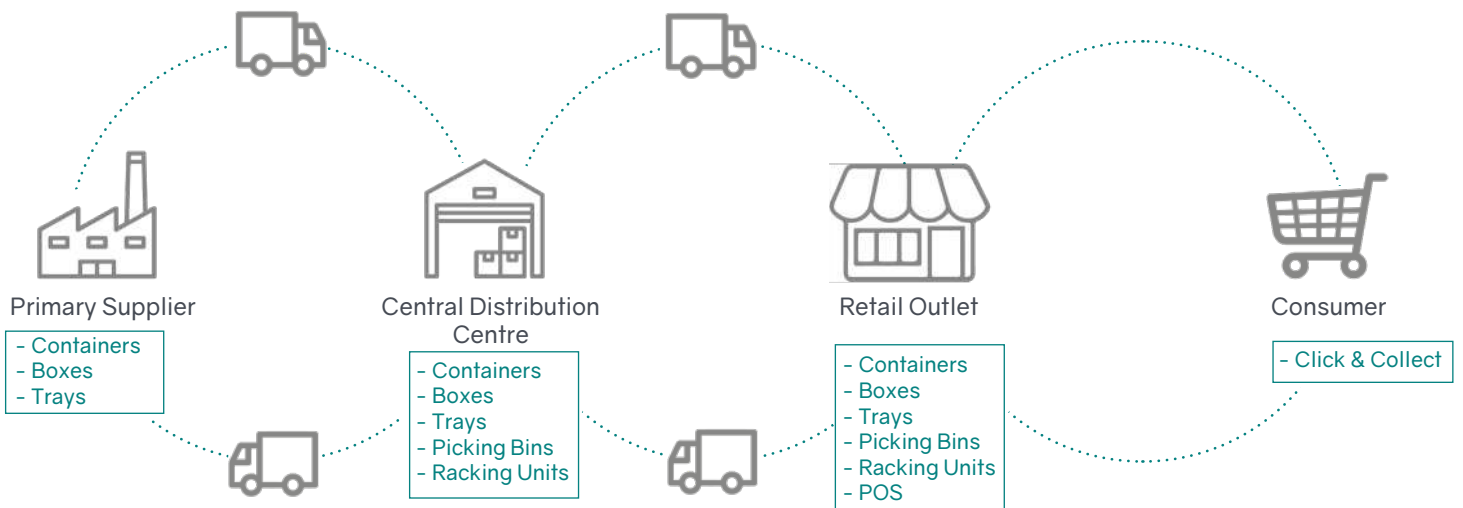 Primary Supplier
- Containers
- Boxes
- Trays
Central Distribution
Centre
- Containers
- Boxes
- Trays
- Picking Bins
- Racking Units
Retail Outlet
- Containers
- Boxes
- Trays
- Picking Bins
- Racking Units
- POS
Consumer
- Click & Collect